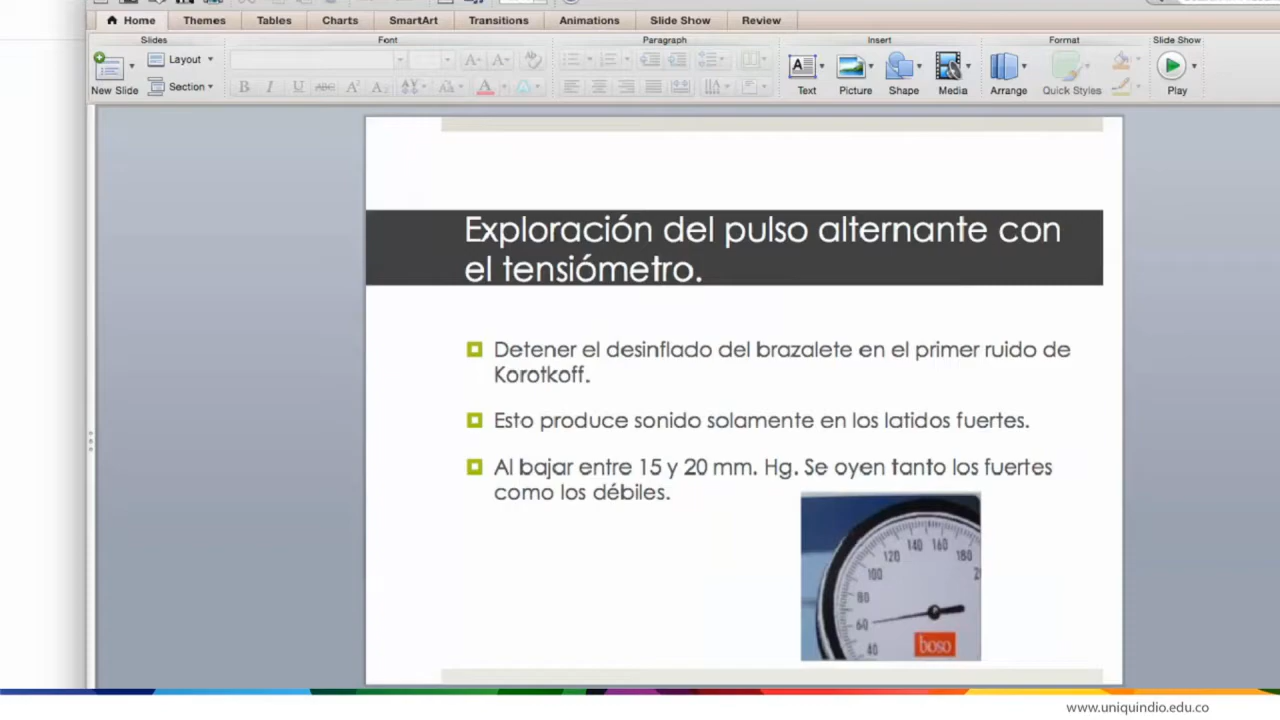 Home Themes Tables Charts SmartArt Transitions Animations Slide Show Review
Slides Font Paragraph Insert Format Slide Show
Layout
New Slide Section
B I U ABC A² A₂ A
Text Picture Shape Media Arrange Quick Styles Play
Exploración del pulso alternante con
el tensiómetro.
Detener el desinflado del brazalete en el primer ruido de
Korotkoff.
Esto produce sonido solamente en los latidos fuertes.
Al bajar entre 15 y 20 mm. Hg. Se oyen tanto los fuertes
como los débiles.
140 160
120 180
100
80
60
40
boso
www.uniquindio.edu.co